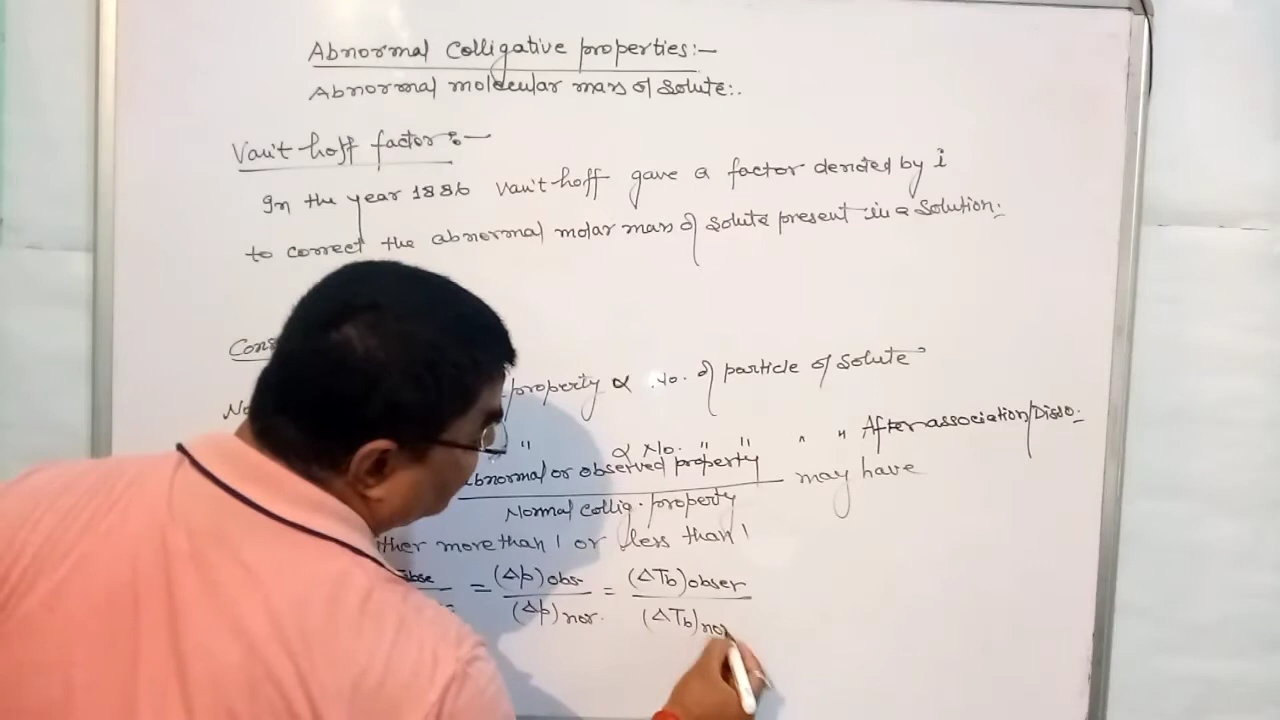 Abnormal Colligative properties:-
Abnormal molecular mass of Solute:.
Van't hoff factor:-
In the year 1886 Van't hoff gave a factor denoted by i
to correct the abnormal molar mass of solute present in a solution.
property ∝ No. of particle of solute
" ∝ No. " " " " After association/Disso.
abnormal or observed property may have
Normal collig. property
more than 1 or less than 1
= (Δp)obs. = (ΔTb)obser
(Δp)nor. (ΔTb)nor